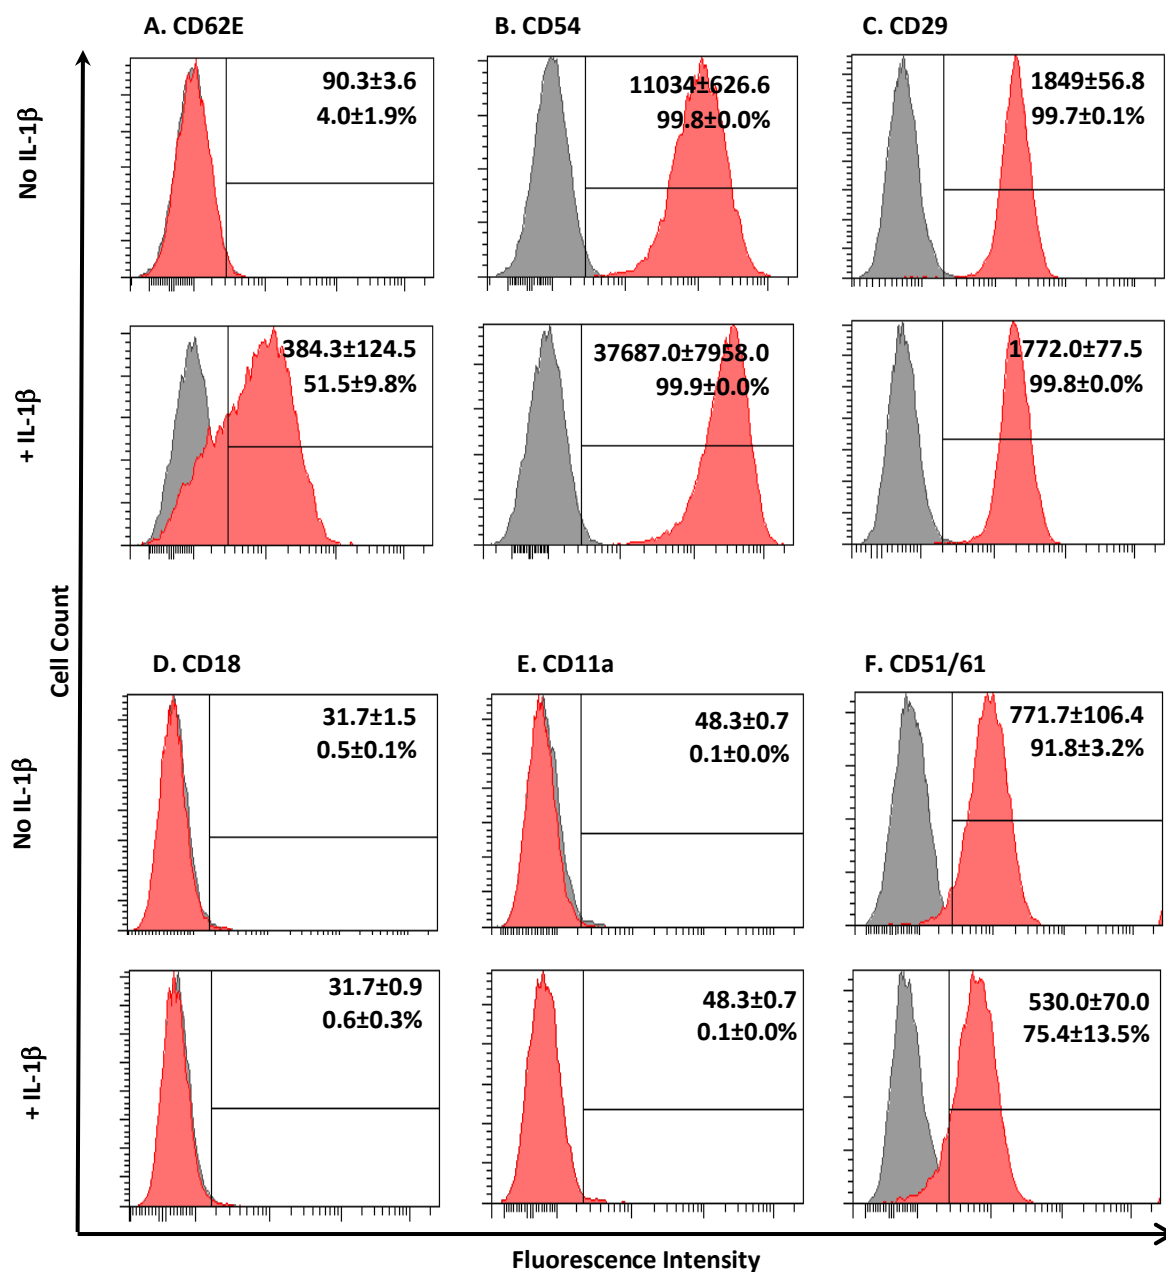 A. CD62E
B. CD54
C. CD29
No IL-1β
90.3±3.6
4.0±1.9%
11034±626.6
99.8±0.0%
1849±56.8
99.7±0.1%
+ IL-1β
384.3±124.5
51.5±9.8%
37687.0±7958.0
99.9±0.0%
1772.0±77.5
99.8±0.0%
Cell Count
D. CD18
E. CD11a
F. CD51/61
No IL-1β
31.7±1.5
0.5±0.1%
48.3±0.7
0.1±0.0%
771.7±106.4
91.8±3.2%
+ IL-1β
31.7±0.9
0.6±0.3%
48.3±0.7
0.1±0.0%
530.0±70.0
75.4±13.5%
Fluorescence Intensity